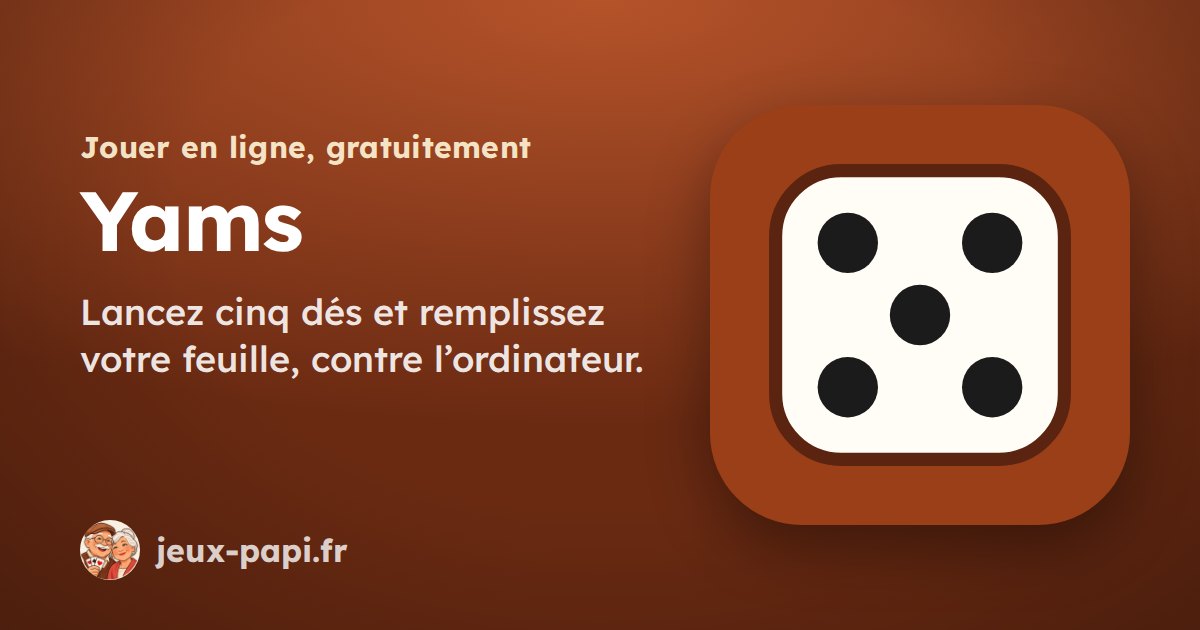 Jouer en ligne, gratuitement
Yams
Lancez cinq dés et remplissez
votre feuille, contre l’ordinateur.
jeux-papi.fr